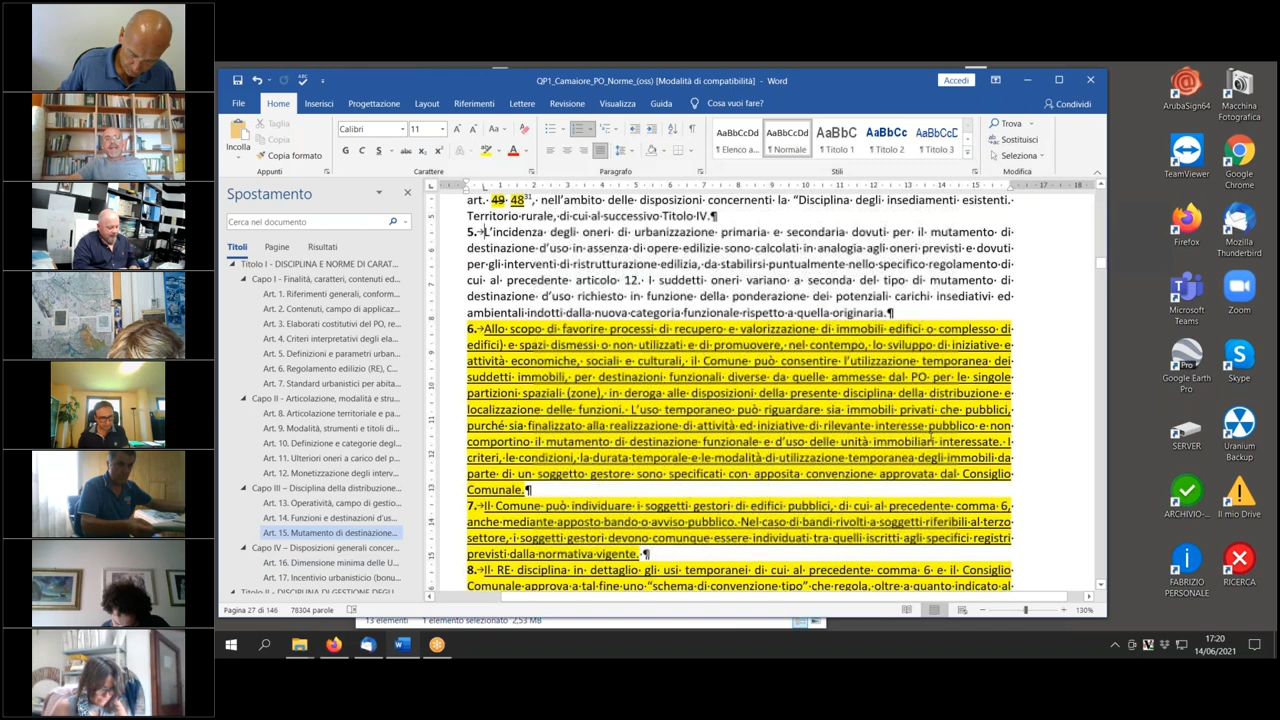 QP1_Camaiore_PO_Norme_(oss) [Modalità di compatibilità] - Word
Accedi
File Home Inserisci Progettazione Layout Riferimenti Lettere Revisione Visualizza Guida Cosa vuoi fare? Condividi
Incolla
Taglia
Copia
Copia formato
Calibri 11
G C S abc x₂ x²
AaBbCcDd AaBbCcDd AaBbC AaBbCc AaBbCcD
¶ Elenco a... ¶ Normale ¶ Titolo 1 ¶ Titolo 2 ¶ Titolo 3
Trova
Sostituisci
Seleziona
Appunti Carattere Paragrafo Stili Modifica
Spostamento
Cerca nel documento
Titoli Pagine Risultati
Titolo I - DISCIPLINA E NORME DI CARAT...
Capo I - Finalità, caratteri, contenuti ed...
Art. 1. Riferimenti generali, conform...
Art. 2. Contenuti, campo di applicaz...
Art. 3. Elaborati costitutivi del PO, re...
Art. 4. Criteri interpretativi degli ela...
Art. 5. Definizioni e parametri urban...
Art. 6. Regolamento edilizio (RE), C...
Art. 7. Standard urbanistici per abita...
Capo II - Articolazione, modalità e stru...
Art. 8. Articolazione territoriale e pa...
Art. 9. Modalità, strumenti e titoli di...
Art. 10. Definizione e categorie degl...
Art. 11. Ulteriori oneri a carico del p...
Art. 12. Monetizzazione degli interv...
Capo III – Disciplina della distribuzione...
Art. 13. Operatività, campo di gestio...
Art. 14. Funzioni e destinazioni d'us...
Art. 15. Mutamento di destinazione...
Capo IV – Disposizioni generali concer...
Art. 16. Dimensione minima delle U...
Art. 17. Incentivo urbanistico (bonu...
art. 49 48³¹, nell’ambito delle disposizioni concernenti la “Disciplina degli insediamenti esistenti.
Territorio rurale, di cui al successivo Titolo IV.¶
5.→L’incidenza degli oneri di urbanizzazione primaria e secondaria dovuti per il mutamento di
destinazione d’uso in assenza di opere edilizie sono calcolati in analogia agli oneri previsti e dovuti
per gli interventi di ristrutturazione edilizia, da stabilirsi puntualmente nello specifico regolamento di
cui al precedente articolo 12. I suddetti oneri variano a seconda del tipo di mutamento di
destinazione d’uso richiesto in funzione della ponderazione dei potenziali carichi insediativi ed
ambientali indotti dalla nuova categoria funzionale rispetto a quella originaria.¶
6.→Allo scopo di favorire processi di recupero e valorizzazione di immobili edifici o complesso di
edifici) e spazi dismessi o non utilizzati e di promuovere, nel contempo, lo sviluppo di iniziative e
attività economiche, sociali e culturali, il Comune può consentire l’utilizzazione temporanea dei
suddetti immobili, per destinazioni funzionali diverse da quelle ammesse dal PO per le singole
partizioni spaziali (zone), in deroga alle disposizioni della presente disciplina della distribuzione e
localizzazione delle funzioni. L’uso temporaneo può riguardare sia immobili privati che pubblici,
purché sia finalizzato alla realizzazione di attività ed iniziative di rilevante interesse pubblico e non
comportino il mutamento di destinazione funzionale e d’uso delle unità immobiliari interessate. I
criteri, le condizioni, la durata temporale e le modalità di utilizzazione temporanea degli immobili da
parte di un soggetto gestore sono specificati con apposita convenzione approvata dal Consiglio
Comunale.¶
7.→Il Comune può individuare i soggetti gestori di edifici pubblici, di cui al precedente comma 6,
anche mediante apposto bando o avviso pubblico. Nel caso di bandi rivolti a soggetti riferibili al terzo
settore, i soggetti gestori devono comunque essere individuati tra quelli iscritti agli specifici registri
previsti dalla normativa vigente. ¶
8.→Il RE disciplina in dettaglio gli usi temporanei di cui al precedente comma 6 e il Consiglio
Comunale approva a tal fine uno “schema di convenzione tipo” che regola, oltre a quanto indicato al
Pagina 27 di 146 78304 parole 130%
13 elementi 1 elemento selezionato 2,53 MB
ArubaSign64
Macchina Fotografica
TeamViewer
Google Chrome
Firefox
Mozilla Thunderbird
Microsoft Teams
Zoom
Google Earth Pro
Skype
SERVER
Uranium Backup
ARCHIVIO-...
Il mio Drive
FABRIZIO PERSONALE
RICERCA
17:20
14/06/2021